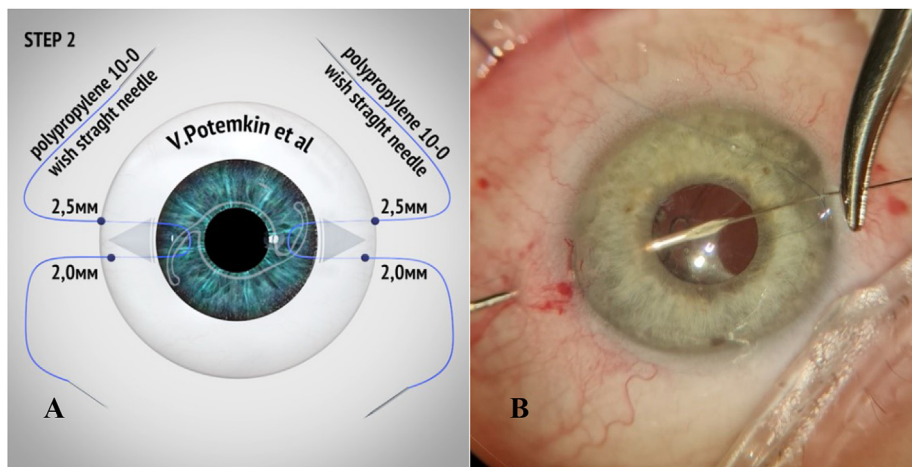 STEP 2
polypropylene 10-0
wish straght needle
polypropylene 10-0
wish straght needle
V.Potemkin et al
2,5мм
2,5мм
2,0мм
2,0мм
A
B